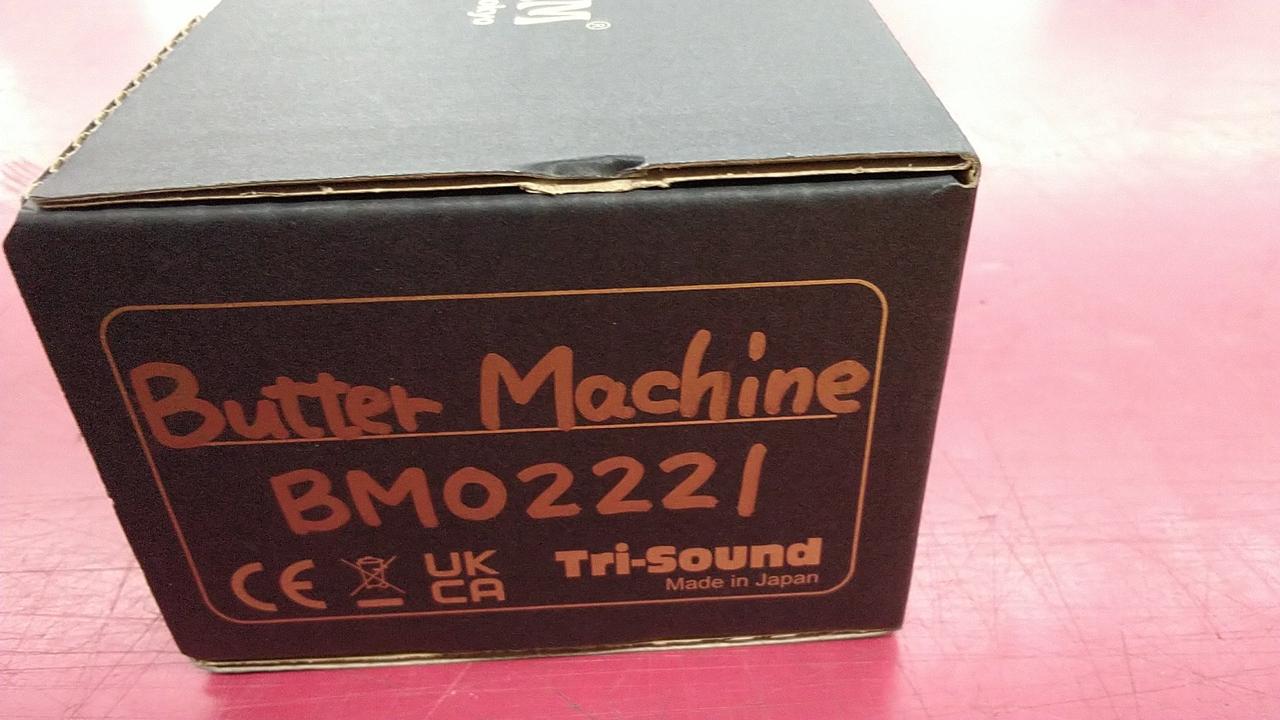 Butter Machine
BM02221
CE
UK
CA
Tri-Sound
Made in Japan